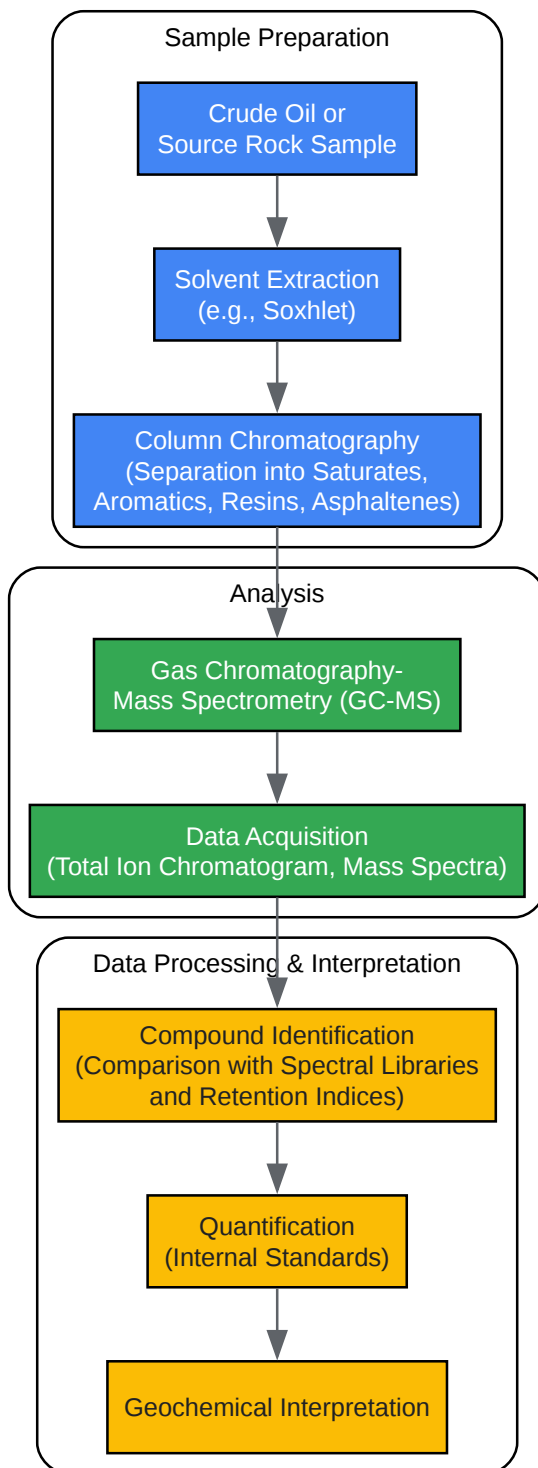 Sample Preparation
Crude Oil or
Source Rock Sample
Solvent Extraction
(e.g., Soxhlet)
Column Chromatography
(Separation into Saturates,
Aromatics, Resins, Asphaltenes)
Analysis
Gas Chromatography-
Mass Spectrometry (GC-MS)
Data Acquisition
(Total Ion Chromatogram, Mass Spectra)
Data Processing & Interpretation
Compound Identification
(Comparison with Spectral Libraries
and Retention Indices)
Quantification
(Internal Standards)
Geochemical Interpretation